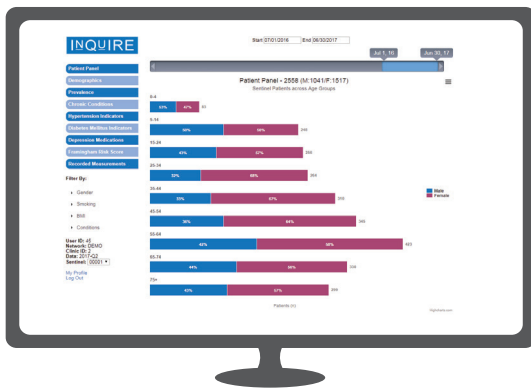 INQUIRE
Start 07/01/2016 End 06/30/2017
Jul 1, 16 Jun 30, 17
Patient Panel
Demographics
Prevalence
Chronic Conditions
Hypertension Indicators
Diabetes Mellitus Indicators
Depression Medications
Framingham Risk Score
Recorded Measurements
Filter By:
Gender
Smoking
BMI
Conditions
User ID: 45
Network: DEMO
Clinic ID: 2
Data: 2017-Q2
Sentinel: S0001
My Profile
Log Out
Patient Panel - 2558 (M:1041/F:1517)
Sentinel Patients across Age Groups
0-4
53% 47%
5-14
50% 50%
15-24
43% 57%
25-34
32% 68%
35-44
33% 67%
45-54
36% 64%
55-64
42% 58%
65-74
44% 56%
75+
43% 57%
Patients (n)
Male
Female
Highcharts.com